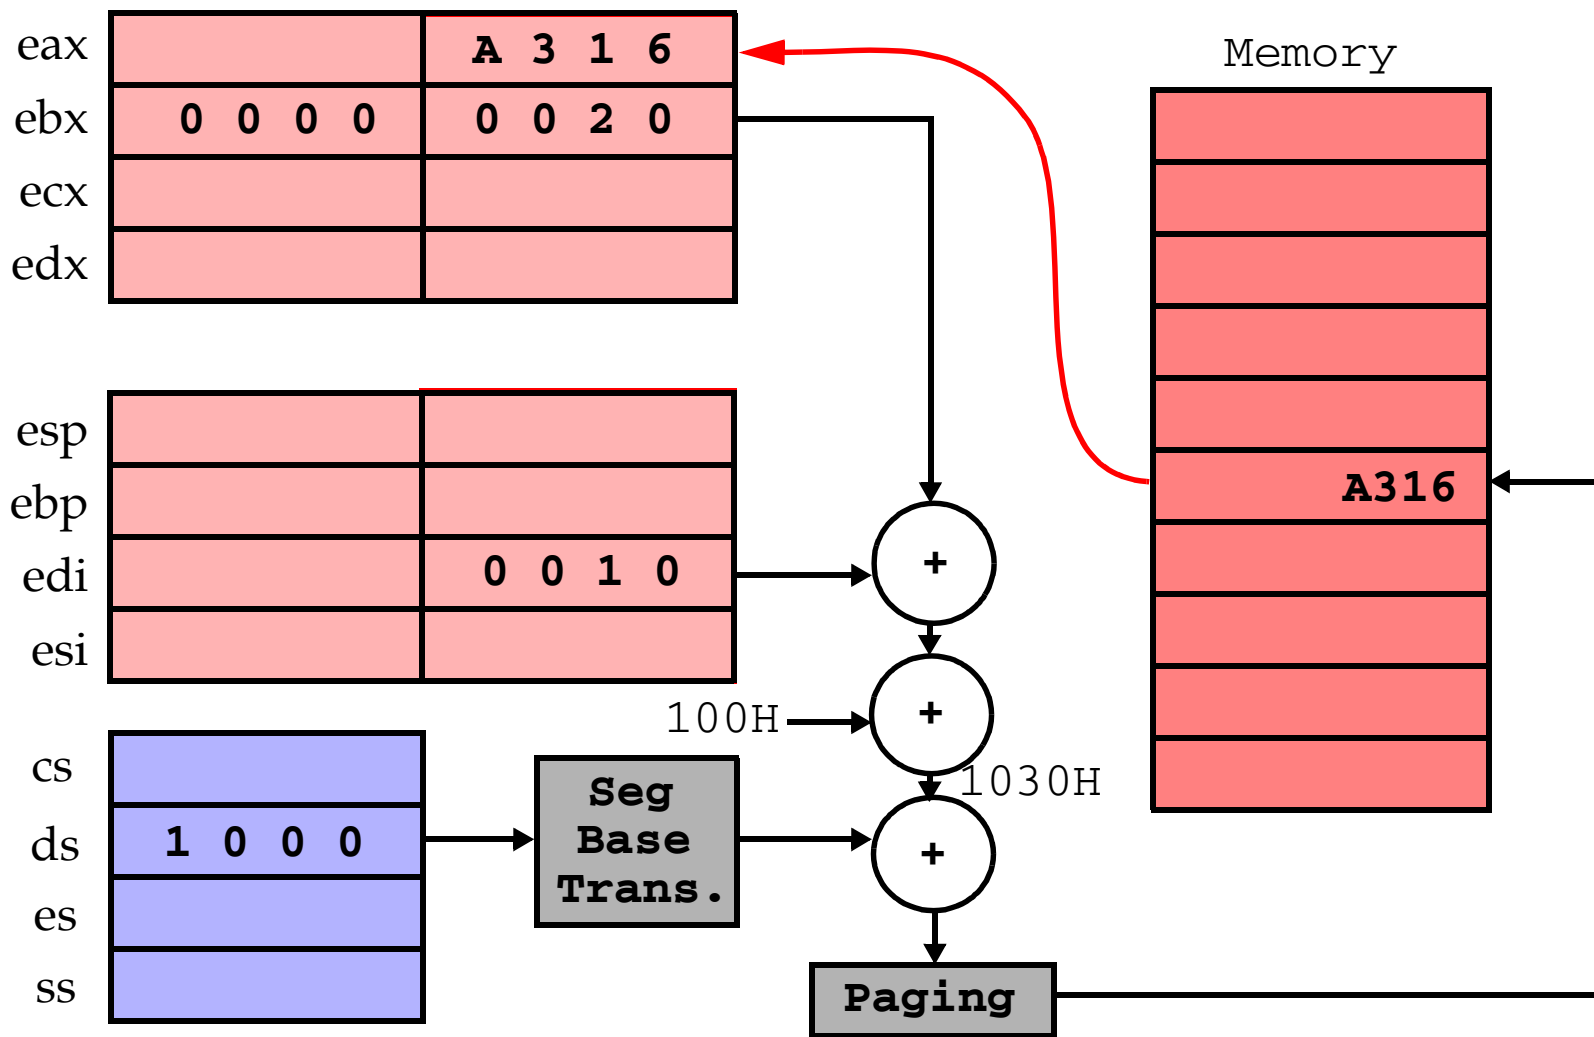 eax A 3 1 6
ebx 0 0 0 0 0 0 2 0
ecx
edx
Memory
A316
esp
ebp
edi 0 0 1 0
esi
+
+
100H
1030H
+
cs
ds 1 0 0 0
es
ss
Seg
Base
Trans.
Paging